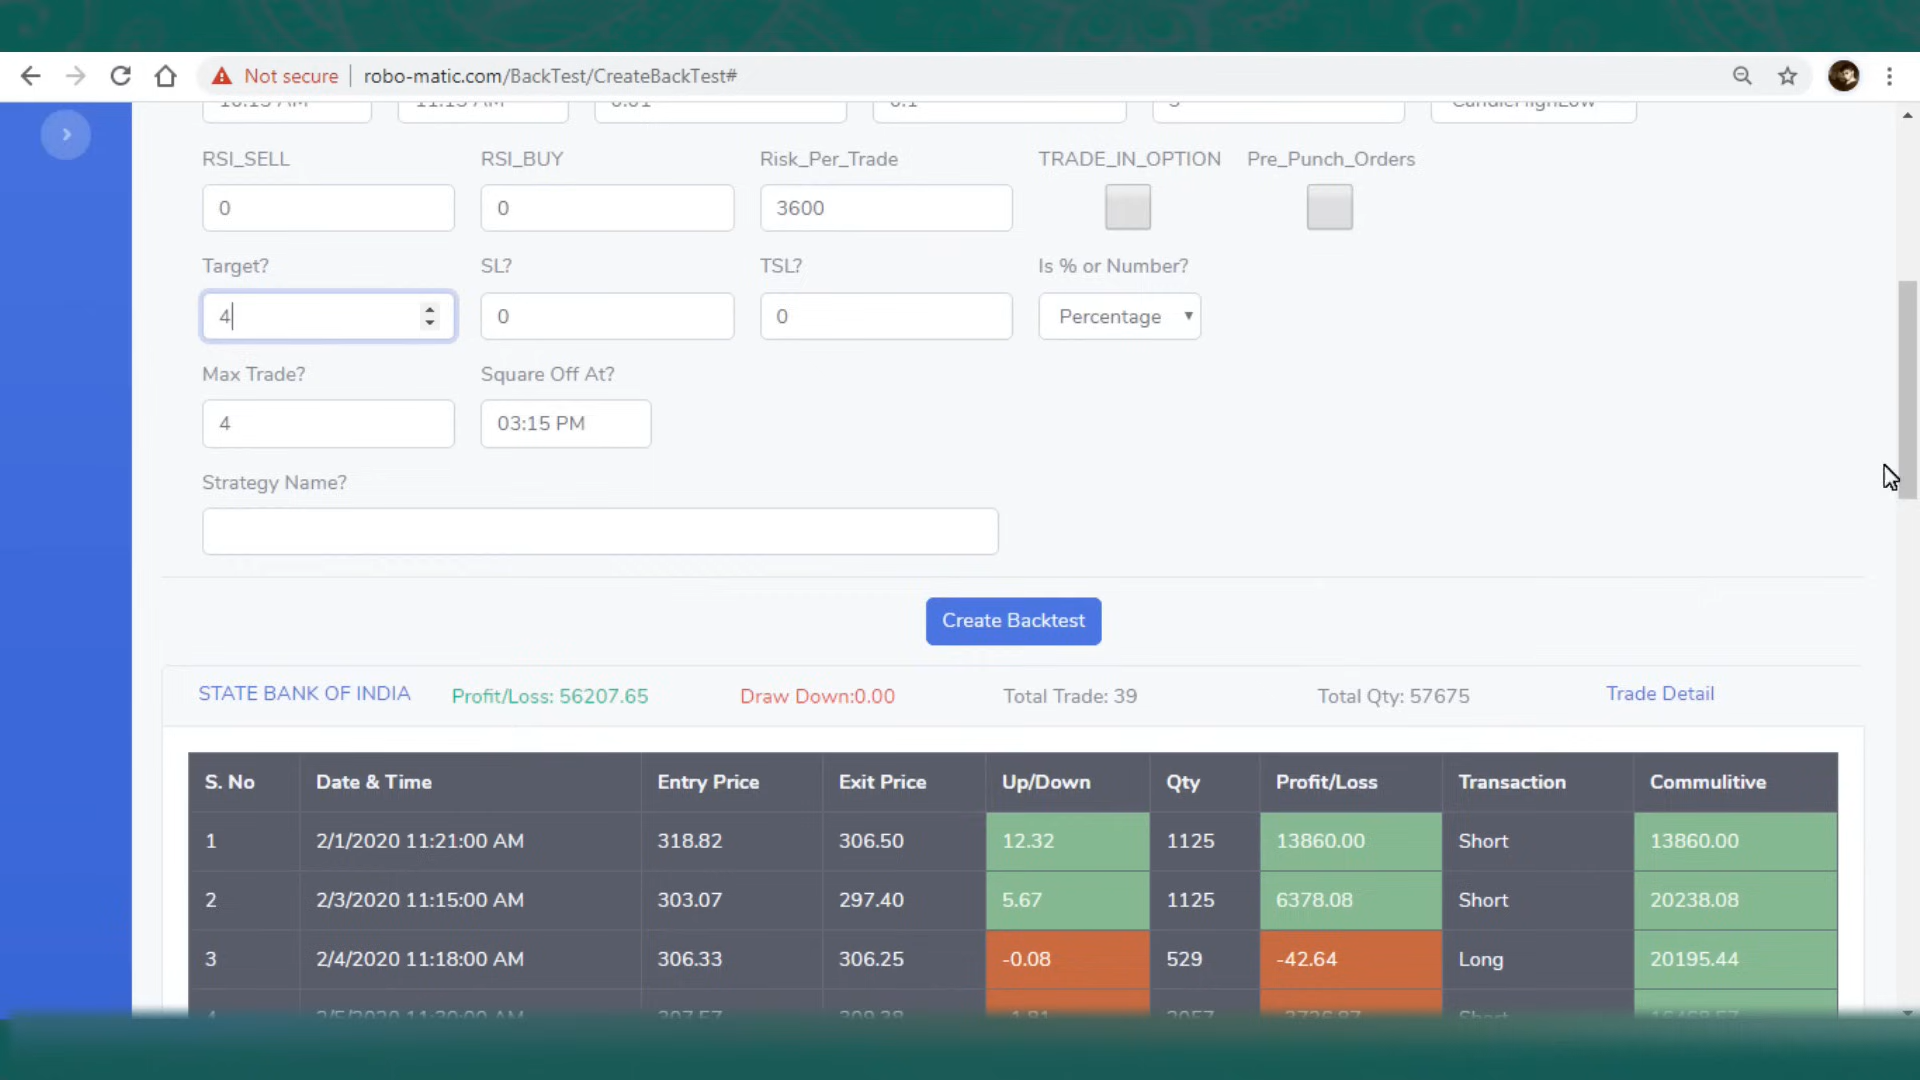 Not secure | robo-matic.com/BackTest/CreateBackTest#
RSI_SELL RSI_BUY Risk_Per_Trade TRADE_IN_OPTION Pre_Punch_Orders
0 0 3600
Target? SL? TSL? Is % or Number?
4 0 0 Percentage
Max Trade? Square Off At?
4 03:15 PM
Strategy Name?
Create Backtest
STATE BANK OF INDIA Profit/Loss: 56207.65 Draw Down:0.00 Total Trade: 39 Total Qty: 57675 Trade Detail
S. No Date & Time Entry Price Exit Price Up/Down Qty Profit/Loss Transaction Commulitive
1 2/1/2020 11:21:00 AM 318.82 306.50 12.32 1125 13860.00 Short 13860.00
2 2/3/2020 11:15:00 AM 303.07 297.40 5.67 1125 6378.08 Short 20238.08
3 2/4/2020 11:18:00 AM 306.33 306.25 -0.08 529 -42.64 Long 20195.44